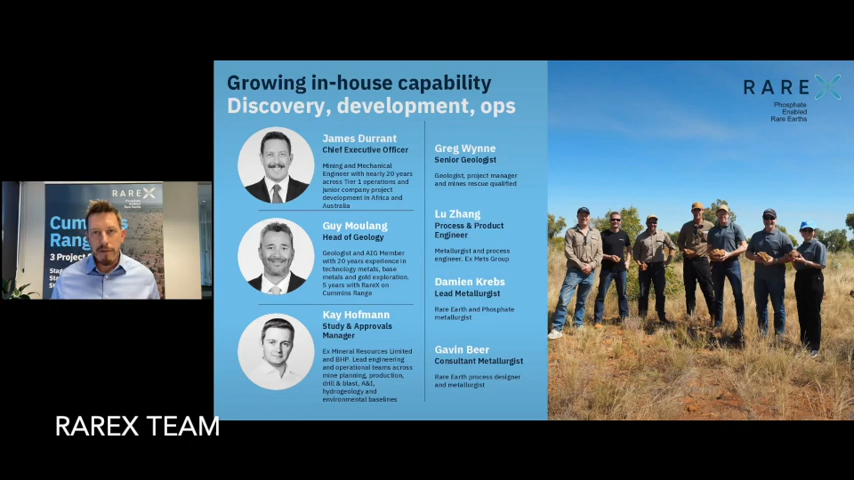 Growing in-house capability
Discovery, development, ops
James Durrant
Chief Executive Officer
Mining and Mechanical
Engineer with nearly 20 years
across Tier 1 operations and
junior company project
development in Africa and
Australia
Guy Moulang
Head of Geology
Geologist and AIG Member
with 20 years experience in
technology metals, base
metals and gold exploration.
5 years with RareX on
Cummins Range
Kay Hofmann
Study & Approvals
Manager
Ex Mineral Resources Limited
and BHP. Lead engineering
and operational teams across
mine planning, production,
drill & blast, A&I,
hydrogeology and
environmental baselines
Greg Wynne
Senior Geologist
Geologist, project manager
and mines rescue qualified
Lu Zhang
Process & Product
Engineer
Metallurgist and process
engineer. Ex Mets Group
Damien Krebs
Lead Metallurgist
Rare Earth and Phosphate
metallurgist
Gavin Beer
Consultant Metallurgist
Rare Earth process designer
and metallurgist
RAREX
Phosphate
Enabled
Rare Earths
RAREX
Rang
3 Project
RAREX TEAM